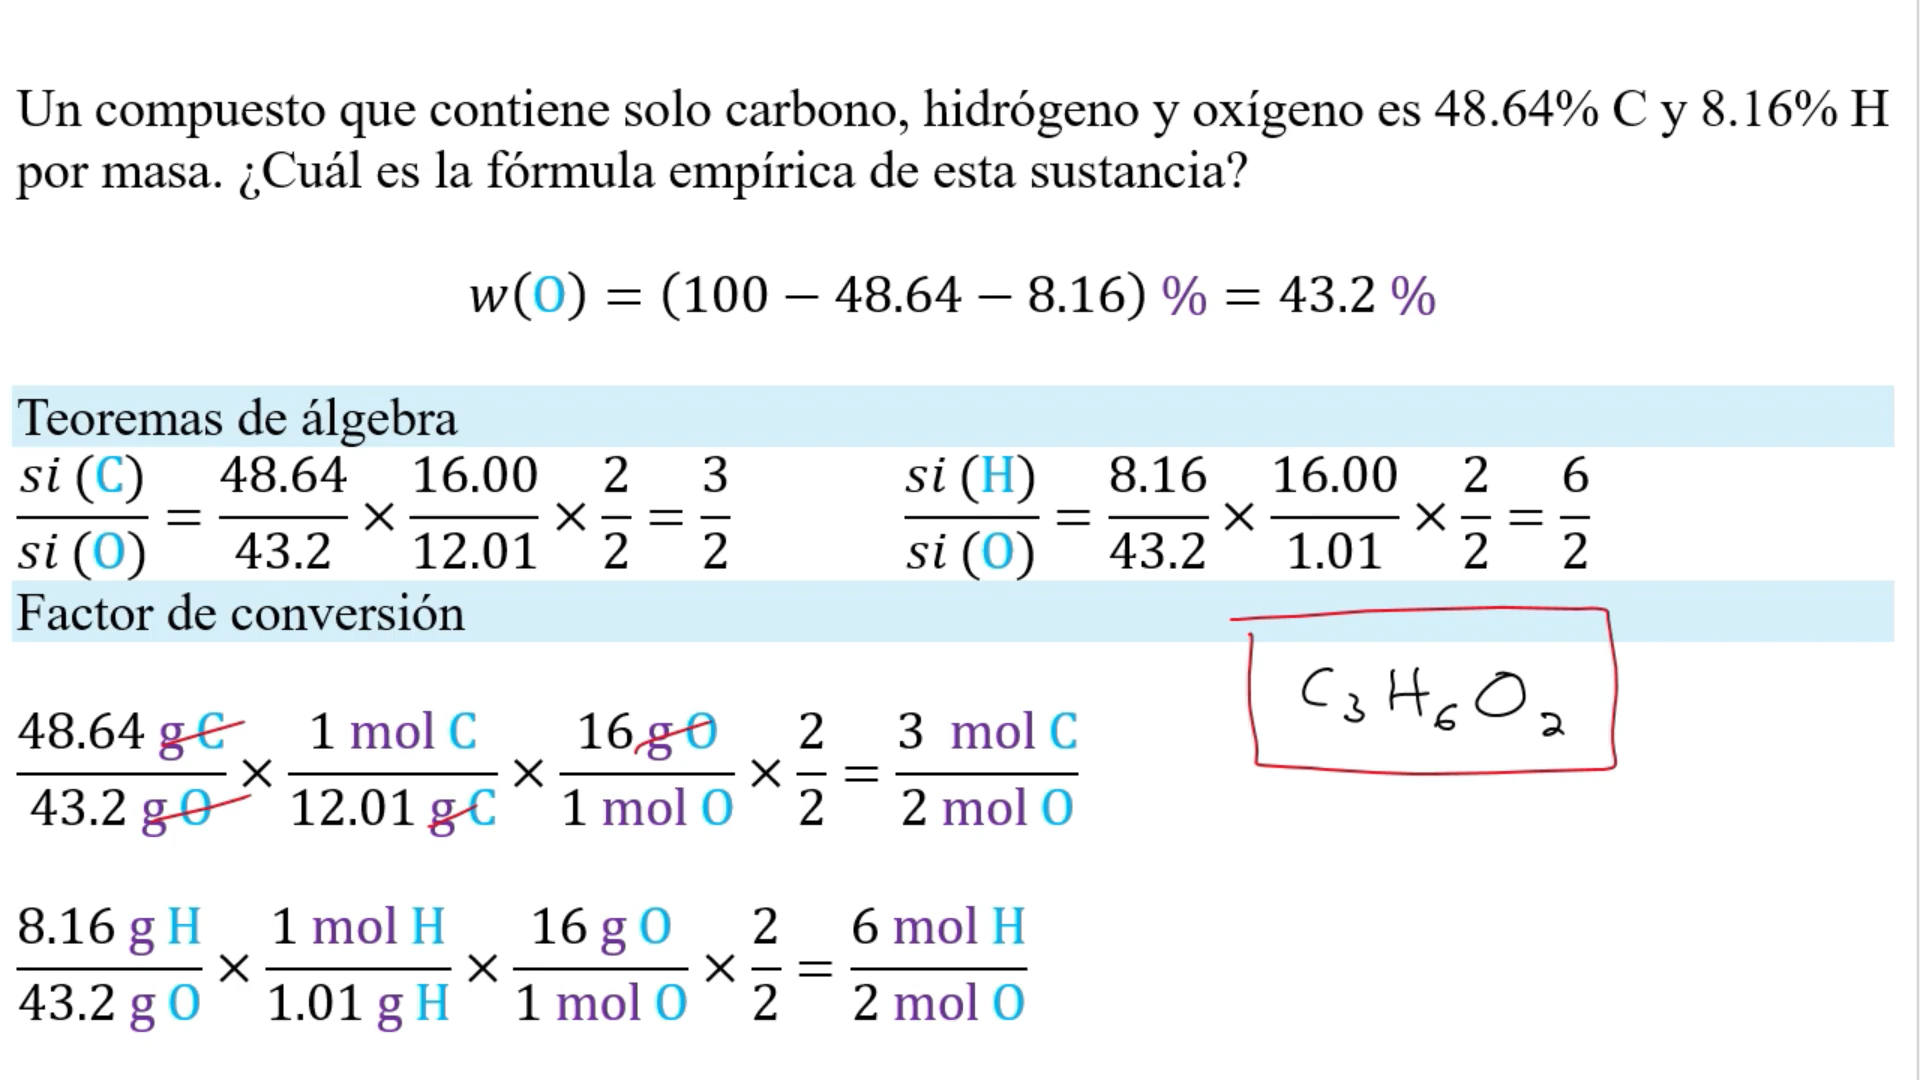 Un compuesto que contiene solo carbono, hidrógeno y oxígeno es 48.64% C y 8.16% H
por masa. ¿Cuál es la fórmula empírica de esta sustancia?
w(O) = (100 − 48.64 − 8.16) % = 43.2 %
Teoremas de álgebra
si (C)/si (O) = 48.64/43.2 × 16.00/12.01 × 2/2 = 3/2
si (H)/si (O) = 8.16/43.2 × 16.00/1.01 × 2/2 = 6/2
Factor de conversión
C₃H₆O₂
48.64 g C/43.2 g O × 1 mol C/12.01 g C × 16 g O/1 mol O × 2/2 = 3 mol C/2 mol O
8.16 g H/43.2 g O × 1 mol H/1.01 g H × 16 g O/1 mol O × 2/2 = 6 mol H/2 mol O